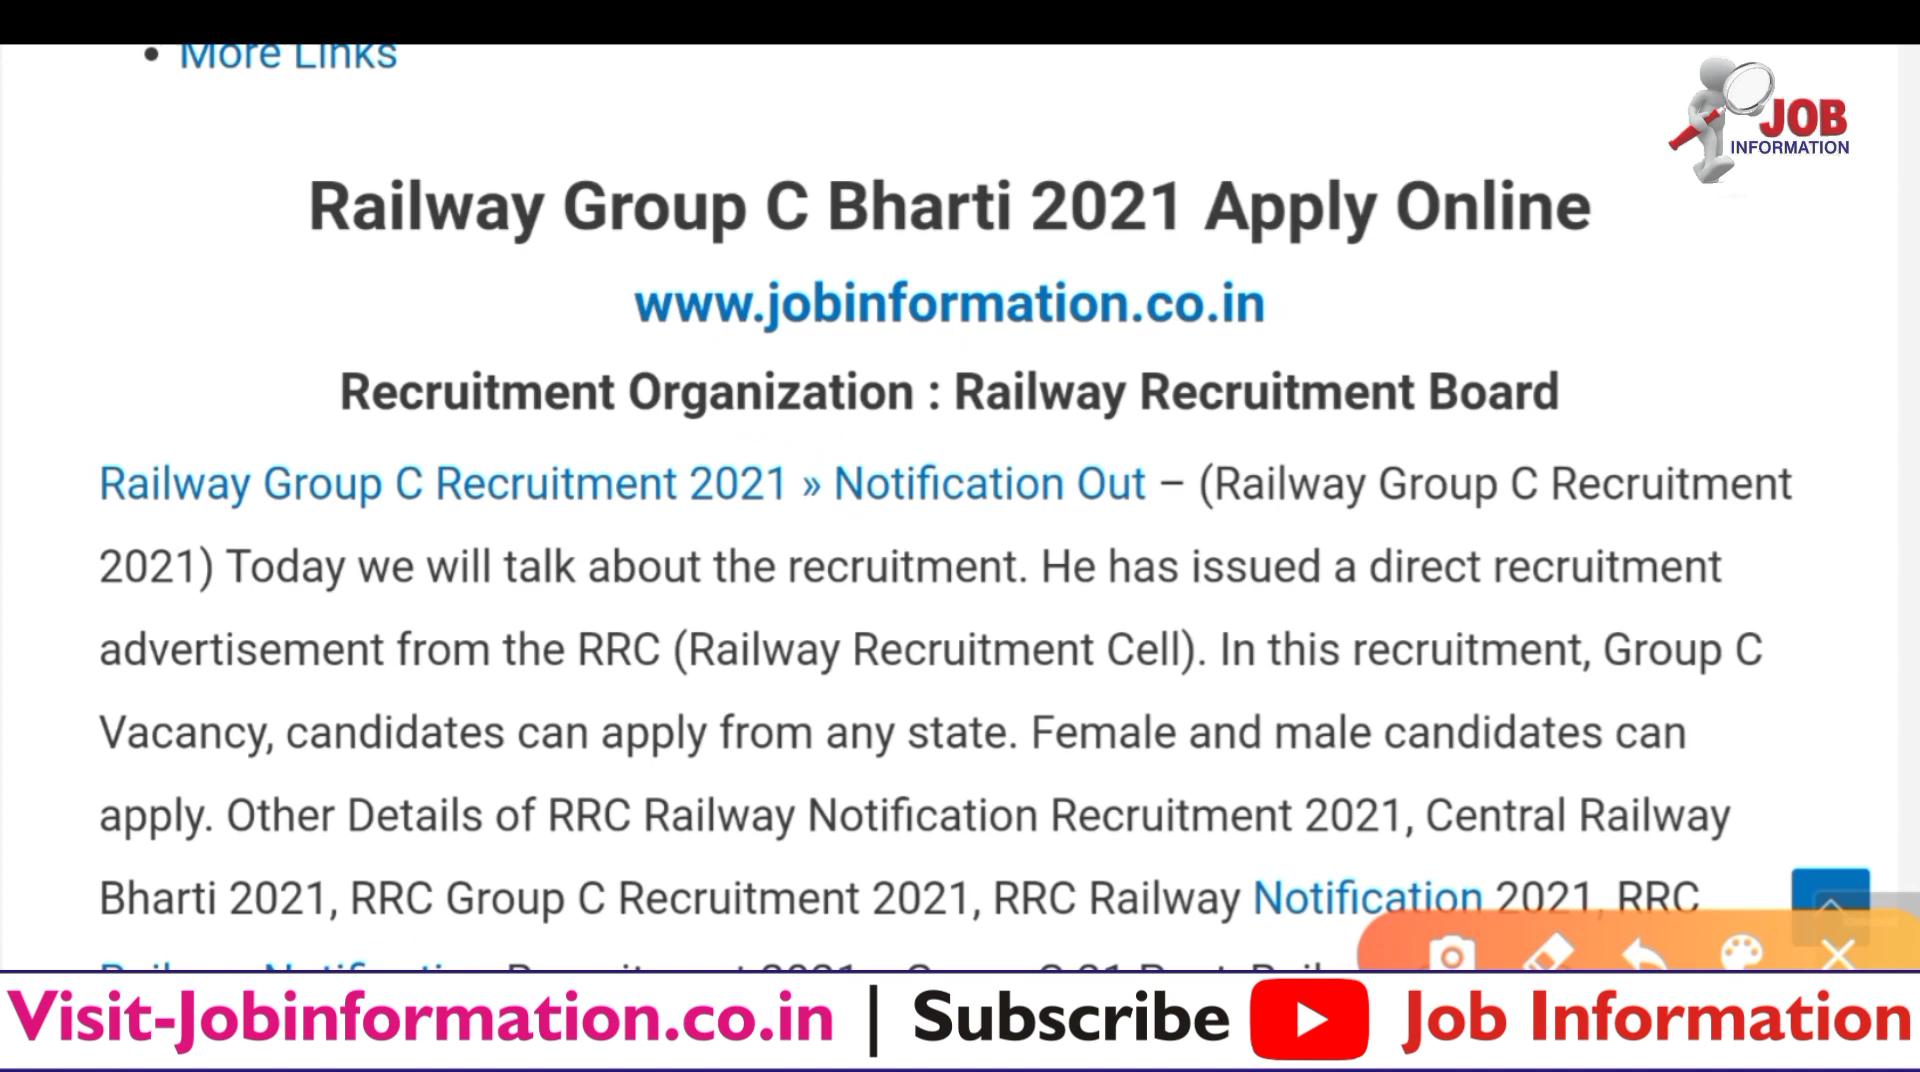 More Links
JOB
INFORMATION
Railway Group C Bharti 2021 Apply Online
www.jobinformation.co.in
Recruitment Organization : Railway Recruitment Board
Railway Group C Recruitment 2021 » Notification Out – (Railway Group C Recruitment
2021) Today we will talk about the recruitment. He has issued a direct recruitment
advertisement from the RRC (Railway Recruitment Cell). In this recruitment, Group C
Vacancy, candidates can apply from any state. Female and male candidates can
apply. Other Details of RRC Railway Notification Recruitment 2021, Central Railway
Bharti 2021, RRC Group C Recruitment 2021, RRC Railway Notification 2021, RRC
Visit-Jobinformation.co.in | Subscribe Job Information